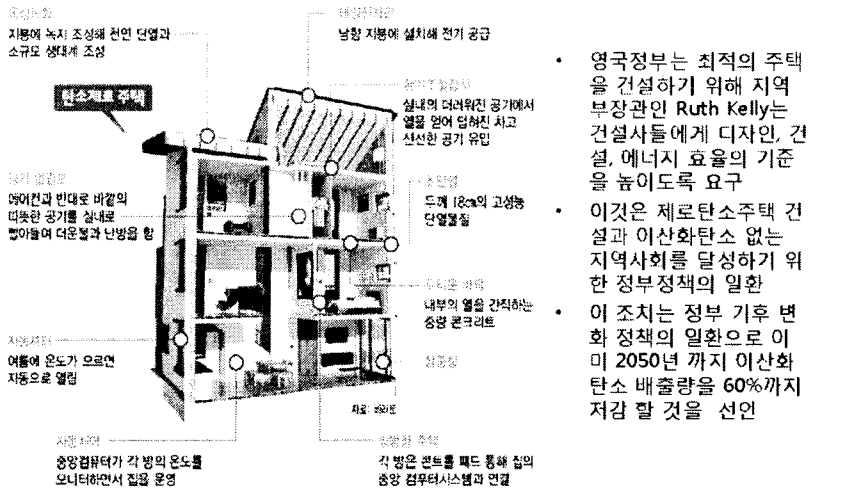 지붕에 녹지 조성해 천연 단열과
소규모 생태계 조성
남향 지붕에 설치해 전기 공급
탄소제로 주택
실내의 더러워진 공기에서
열을 얻어 덥혀진 차고
신선한 공기 유입
에어컨과 반대로 바깥의
따뜻한 공기를 실내로
빨아들여 더운물과 난방을 함
초단열
두께 18㎝의 고성능
단열물질
내부의 열을 간직하는
중량 콘크리트
자동셔터
여름에 온도가 오르면
자동으로 열림
자료:
중앙컴퓨터가 각 방의 온도를
모니터하면서 집을 운영
각 방은 콘트롤 패드 통해 집의
중앙 컴푸터시스템과 연결
• 영국정부는 최적의 주택
을 건설하기 위해 지역
부장관인 Ruth Kelly는
건설사들에게 디자인, 건
설, 에너지 효율의 기준
을 높이도록 요구
• 이것은 제로탄소주택 건
설과 이산화탄소 없는
지역사회를 달성하기 위
한 정부정책의 일환
• 이 조치는 정부 기후 변
화 정책의 일환으로 이
미 2050년 까지 이산화
탄소 배출량을 60%까지
저감 할 것을 선언